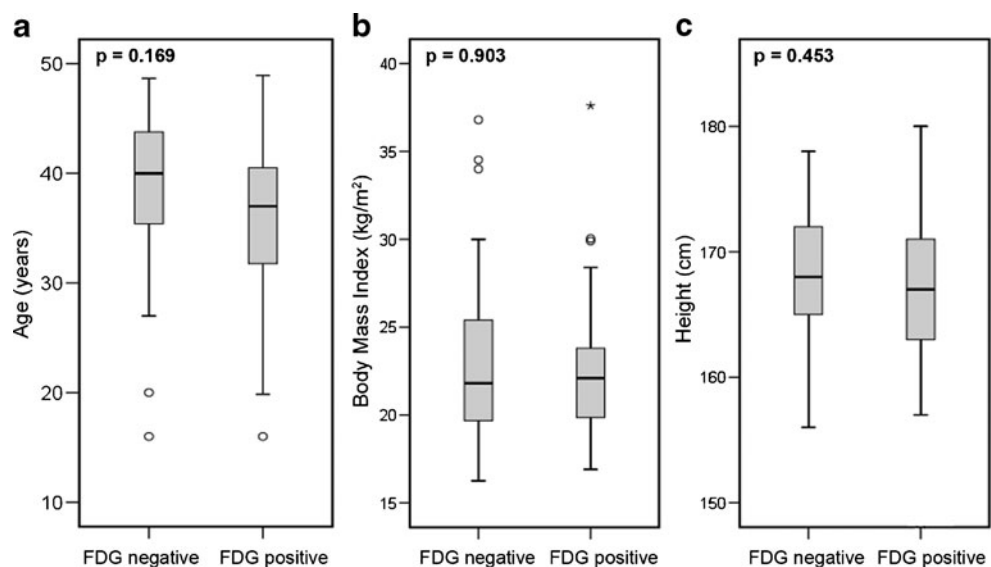 a
p = 0.169
50
40
30
20
10
Age (years)
FDG negative FDG positive
b
p = 0.903
40
35
30
25
20
15
Body Mass Index (kg/m²)
FDG negative FDG positive
c
p = 0.453
180
170
160
150
Height (cm)
FDG negative FDG positive